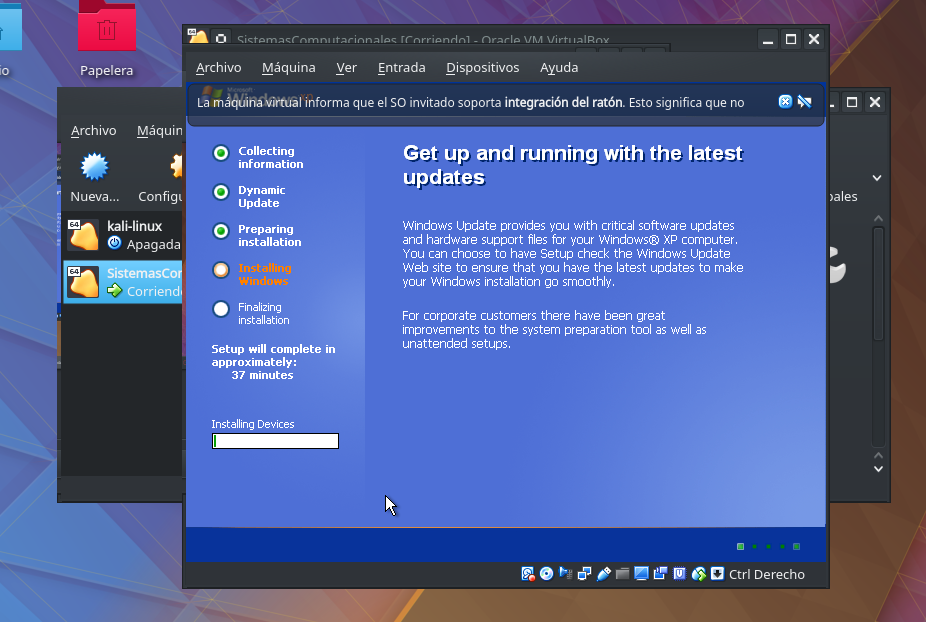 io
Papelera
SistemasComputacionales [Corriendo] - Oracle VM VirtualBox
Archivo Máquina Ver Entrada Dispositivos Ayuda
La máquina virtual informa que el SO invitado soporta integración del ratón. Esto significa que no
Archivo Máquin
Nueva... Configu
pales
64
kali-linux
Apagada
64
SistemasCor
Corriendo
Collecting
information
Dynamic
Update
Preparing
installation
Installing
Windows
Finalizing
installation
Setup will complete in
approximately:
37 minutes
Installing Devices
Get up and running with the latest
updates
Windows Update provides you with critical software updates
and hardware support files for your Windows® XP computer.
You can choose to have Setup check the Windows Update
Web site to ensure that you have the latest updates to make
your Windows installation go smoothly.
For corporate customers there have been great
improvements to the system preparation tool as well as
unattended setups.
Ctrl Derecho